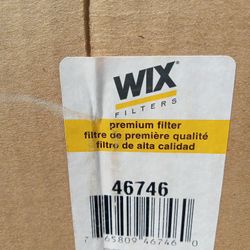 WIX®
FILTERS
premium filter
filtre de première qualité
filtro de alta calidad
46746
7 65809 46746 0